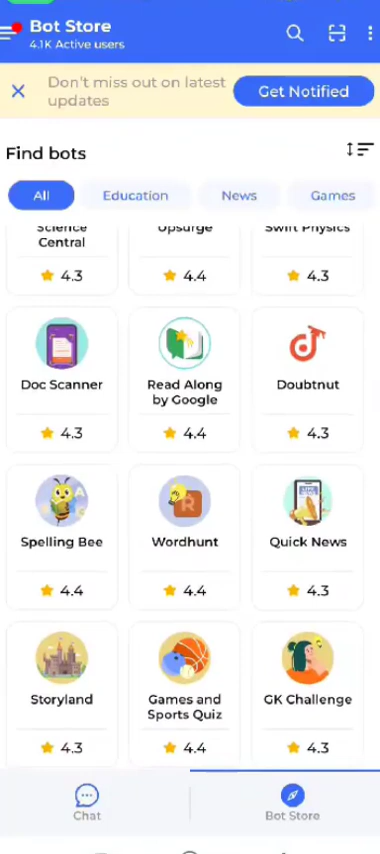 Bot Store
4.1K Active users
Don't miss out on latest
updates
Get Notified
Find bots
All Education News Games
Science
Central
Upsurge
Swift Physics
4.3 4.4 4.3
Doc Scanner
Read Along
by Google
Doubtnut
4.3 4.4 4.3
Spelling Bee Wordhunt Quick News
4.4 4.4 4.3
Storyland
Games and
Sports Quiz
GK Challenge
4.3 4.4 4.3
Chat Bot Store